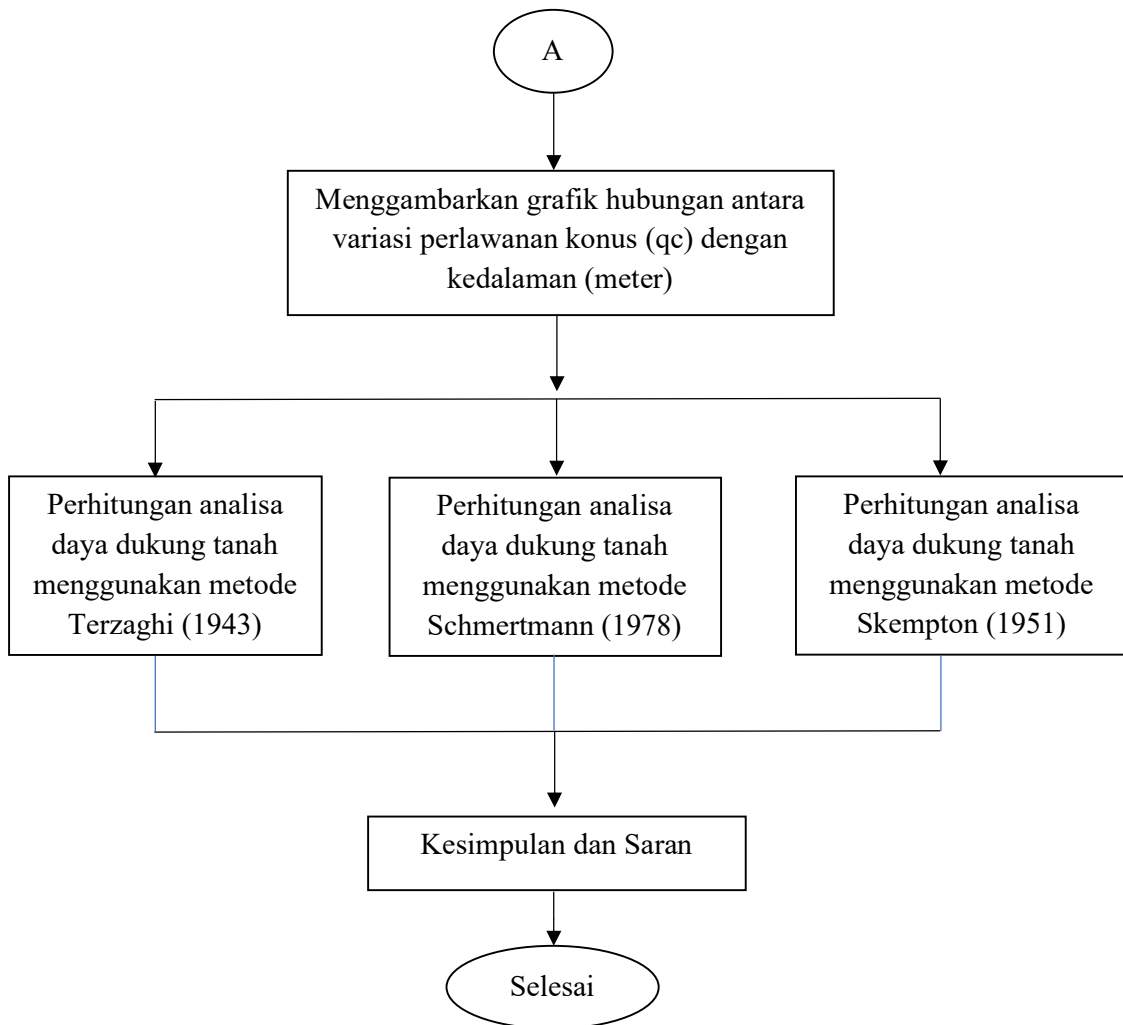 A
Menggambarkan grafik hubungan antara
variasi perlawanan konus (qc) dengan
kedalaman (meter)
Perhitungan analisa
daya dukung tanah
menggunakan metode
Terzaghi (1943)
Perhitungan analisa
daya dukung tanah
menggunakan metode
Schmertmann (1978)
Perhitungan analisa
daya dukung tanah
menggunakan metode
Skempton (1951)
Kesimpulan dan Saran
Selesai